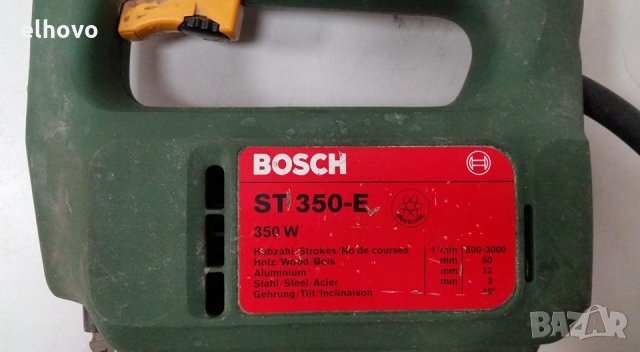 elhovo
BOSCH
ST 350-E
350 W
Hubzahl/Strokes/No de courses 1/min 500-3000
Holz/Wood/Bois mm 50
Aluminium mm 12
Stahl/Steel/Acier mm 3
Gehrung/Tilt/Inclinaison 45°
BAZAR